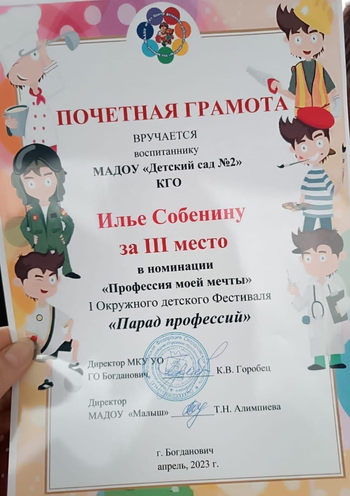 ПОЧЕТНАЯ ГРАМОТА
ВРУЧАЕТСЯ
воспитаннику
МАДОУ «Детский сад №2»
КГО
Илье Собенину
за III место
в номинации
«Профессия моей мечты»
I Окружного детского Фестиваля
«Парад профессий»
Директор МКУ УО
ГО Богданович, К.В. Горобец
Директор
МАДОУ «Малыш» Т.Н. Алимпиева
г. Богданович
апрель, 2023 г.